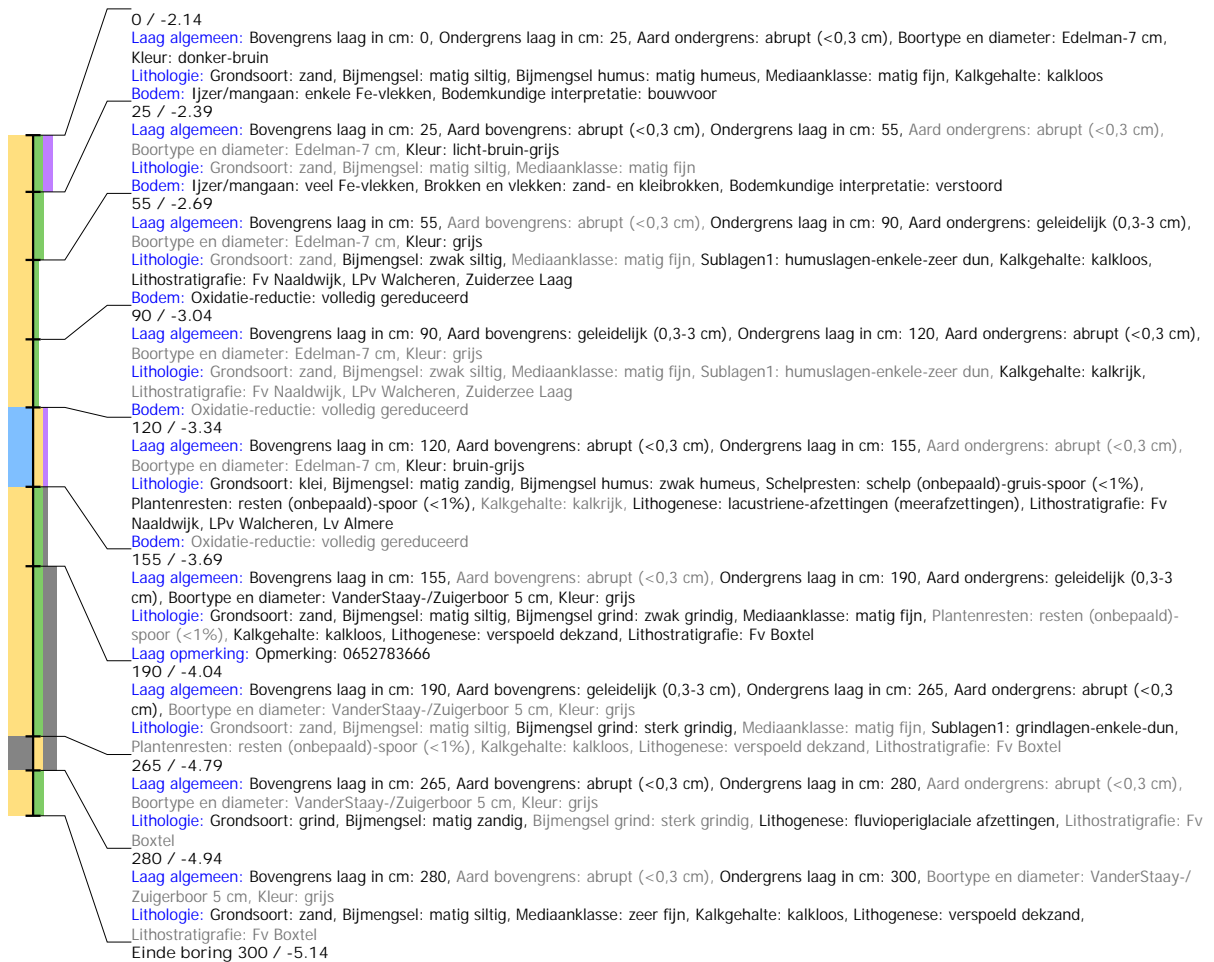 0 / -2.14
Laag algemeen: Bovengrens laag in cm: 0, Ondergrens laag in cm: 25, Aard ondergrens: abrupt (<0,3 cm), Boortype en diameter: Edelman-7 cm,
Kleur: donker-bruin
Lithologie: Grondsoort: zand, Bijmengsel: matig siltig, Bijmengsel humus: matig humeus, Mediaanklasse: matig fijn, Kalkgehalte: kalkloos
Bodem: Ijzer/mangaan: enkele Fe-vlekken, Bodemkundige interpretatie: bouwvoor
25 / -2.39
Laag algemeen: Bovengrens laag in cm: 25, Aard bovengrens: abrupt (<0,3 cm), Ondergrens laag in cm: 55, Aard ondergrens: abrupt (<0,3 cm),
Boortype en diameter: Edelman-7 cm, Kleur: licht-bruin-grijs
Lithologie: Grondsoort: zand, Bijmengsel: matig siltig, Mediaanklasse: matig fijn
Bodem: Ijzer/mangaan: veel Fe-vlekken, Brokken en vlekken: zand- en kleibrokken, Bodemkundige interpretatie: verstoord
55 / -2.69
Laag algemeen: Bovengrens laag in cm: 55, Aard bovengrens: abrupt (<0,3 cm), Ondergrens laag in cm: 90, Aard ondergrens: geleidelijk (0,3-3 cm),
Boortype en diameter: Edelman-7 cm, Kleur: grijs
Lithologie: Grondsoort: zand, Bijmengsel: zwak siltig, Mediaanklasse: matig fijn, Sublagen1: humuslagen-enkele-zeer dun, Kalkgehalte: kalkloos,
Lithostratigrafie: Fv Naaldwijk, LPv Walcheren, Zuiderzee Laag
Bodem: Oxidatie-reductie: volledig gereduceerd
90 / -3.04
Laag algemeen: Bovengrens laag in cm: 90, Aard bovengrens: geleidelijk (0,3-3 cm), Ondergrens laag in cm: 120, Aard ondergrens: abrupt (<0,3 cm),
Boortype en diameter: Edelman-7 cm, Kleur: grijs
Lithologie: Grondsoort: zand, Bijmengsel: zwak siltig, Mediaanklasse: matig fijn, Sublagen1: humuslagen-enkele-zeer dun, Kalkgehalte: kalkrijk,
Lithostratigrafie: Fv Naaldwijk, LPv Walcheren, Zuiderzee Laag
Bodem: Oxidatie-reductie: volledig gereduceerd
120 / -3.34
Laag algemeen: Bovengrens laag in cm: 120, Aard bovengrens: abrupt (<0,3 cm), Ondergrens laag in cm: 155, Aard ondergrens: abrupt (<0,3 cm),
Boortype en diameter: Edelman-7 cm, Kleur: bruin-grijs
Lithologie: Grondsoort: klei, Bijmengsel: matig zandig, Bijmengsel humus: zwak humeus, Schelpresten: schelp (onbepaald)-gruis-spoor (<1%),
Plantenresten: resten (onbepaald)-spoor (<1%), Kalkgehalte: kalkrijk, Lithogenese: lacustriene-afzettingen (meerafzettingen), Lithostratigrafie: Fv
Naaldwijk, LPv Walcheren, Lv Almere
Bodem: Oxidatie-reductie: volledig gereduceerd
155 / -3.69
Laag algemeen: Bovengrens laag in cm: 155, Aard bovengrens: abrupt (<0,3 cm), Ondergrens laag in cm: 190, Aard ondergrens: geleidelijk (0,3-3
cm), Boortype en diameter: VanderStaay-/Zuigerboor 5 cm, Kleur: grijs
Lithologie: Grondsoort: zand, Bijmengsel: matig siltig, Bijmengsel grind: zwak grindig, Mediaanklasse: matig fijn, Plantenresten: resten (onbepaald)-
spoor (<1%), Kalkgehalte: kalkloos, Lithogenese: verspoeld dekzand, Lithostratigrafie: Fv Boxtel
Laag opmerking: Opmerking: 0652783666
190 / -4.04
Laag algemeen: Bovengrens laag in cm: 190, Aard bovengrens: geleidelijk (0,3-3 cm), Ondergrens laag in cm: 265, Aard ondergrens: abrupt (<0,3
cm), Boortype en diameter: VanderStaay-/Zuigerboor 5 cm, Kleur: grijs
Lithologie: Grondsoort: zand, Bijmengsel: matig siltig, Bijmengsel grind: sterk grindig, Mediaanklasse: matig fijn, Sublagen1: grindlagen-enkele-dun,
Plantenresten: resten (onbepaald)-spoor (<1%), Kalkgehalte: kalkloos, Lithogenese: verspoeld dekzand, Lithostratigrafie: Fv Boxtel
265 / -4.79
Laag algemeen: Bovengrens laag in cm: 265, Aard bovengrens: abrupt (<0,3 cm), Ondergrens laag in cm: 280, Aard ondergrens: abrupt (<0,3 cm),
Boortype en diameter: VanderStaay-/Zuigerboor 5 cm, Kleur: grijs
Lithologie: Grondsoort: grind, Bijmengsel: matig zandig, Bijmengsel grind: sterk grindig, Lithogenese: fluvioperiglaciale afzettingen, Lithostratigrafie: Fv
Boxtel
280 / -4.94
Laag algemeen: Bovengrens laag in cm: 280, Aard bovengrens: abrupt (<0,3 cm), Ondergrens laag in cm: 300, Boortype en diameter: VanderStaay-/
Zuigerboor 5 cm, Kleur: grijs
Lithologie: Grondsoort: zand, Bijmengsel: matig siltig, Mediaanklasse: zeer fijn, Kalkgehalte: kalkloos, Lithogenese: verspoeld dekzand,
Lithostratigrafie: Fv Boxtel
Einde boring 300 / -5.14